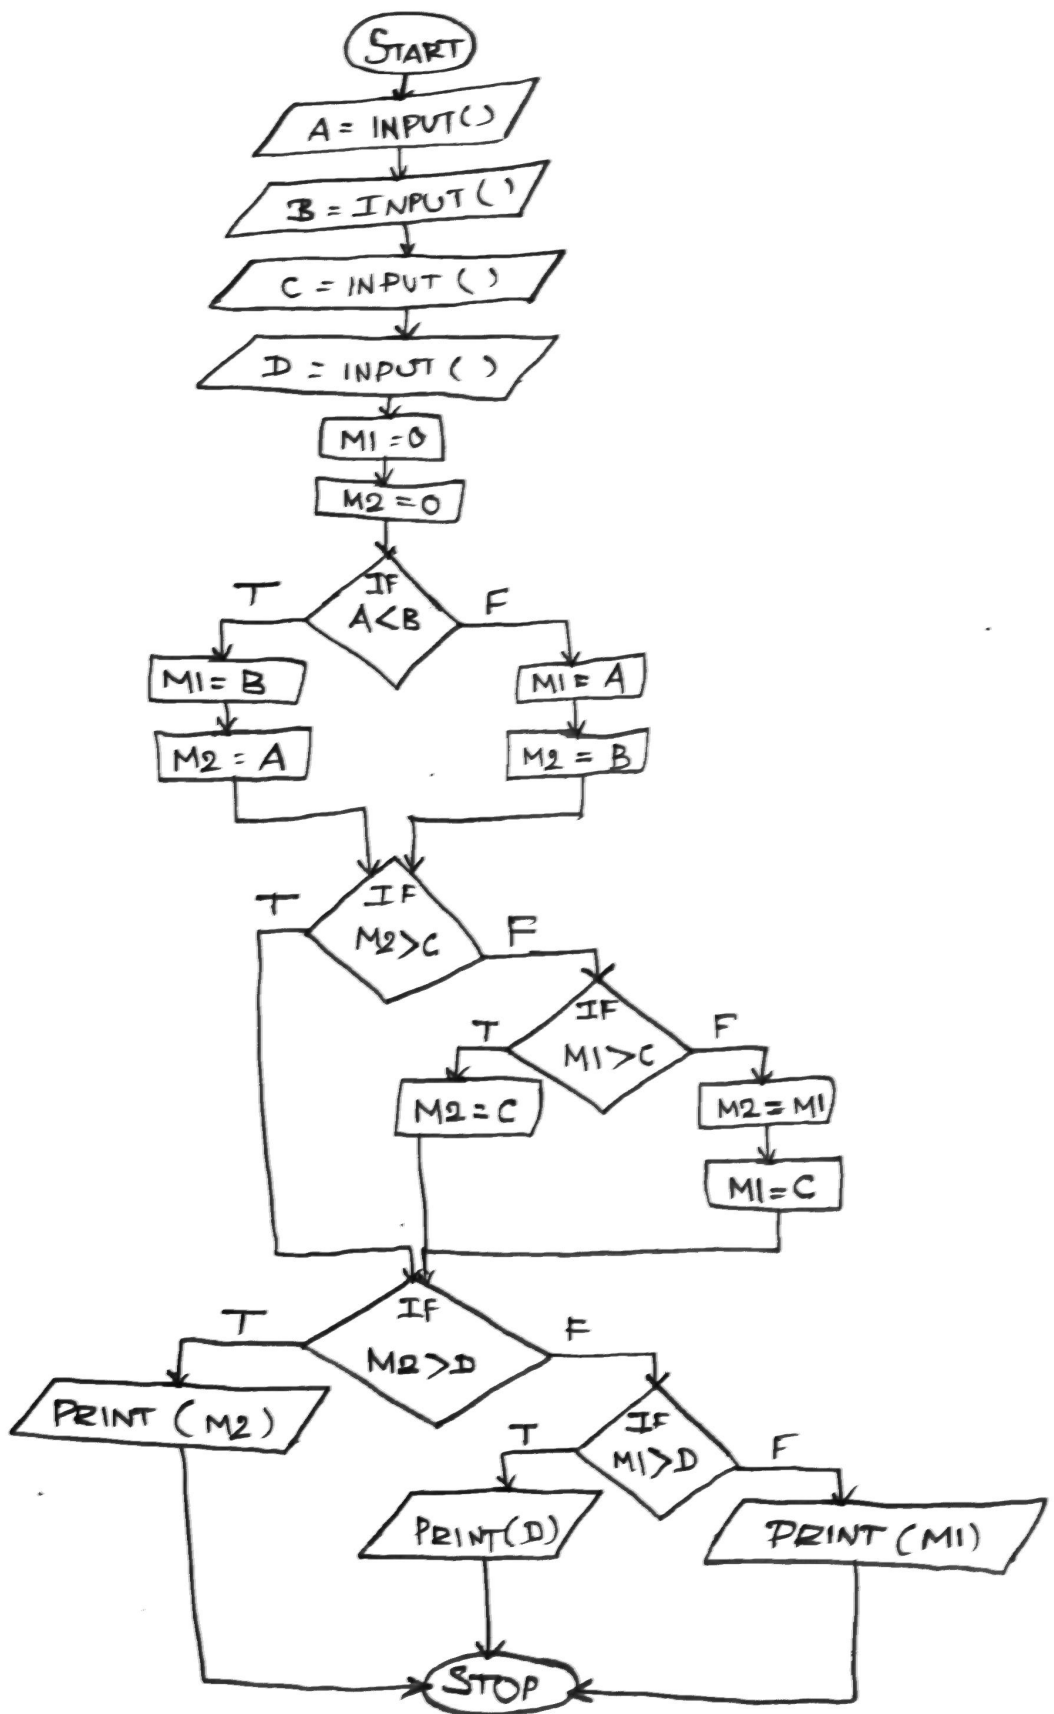 START
A = INPUT()
B = INPUT()
C = INPUT()
D = INPUT()
M1 = 0
M2 = 0
IF
A<B
T
F
M1 = B
M1 = A
M2 = A
M2 = B
IF
M2>C
T
F
IF
M1>C
T
F
M2 = C
M2 = M1
M1 = C
IF
M2>D
T
F
PRINT (M2)
IF
M1>D
T
F
PRINT(D)
PRINT (M1)
STOP